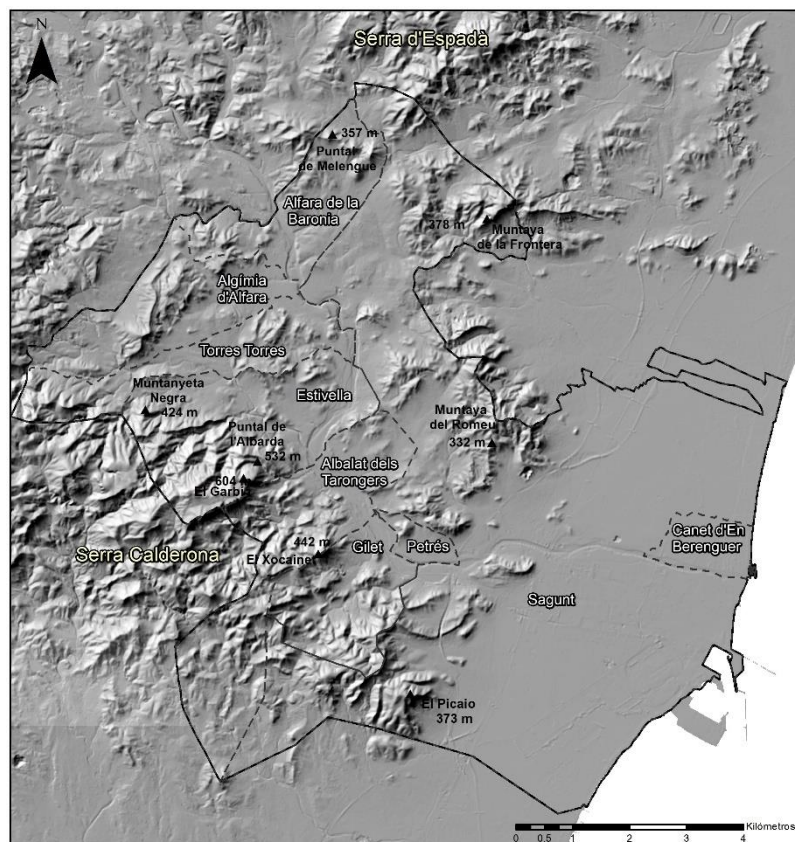 N
Serra d'Espadà
357 m
Puntal
de Melengue
Alfara de la
Baronia
378 m
Muntaya
de la Frontera
Algímia
d'Alfara
Torres Torres
Muntanyeta
Negra
424 m
Estivella
Puntal de
l'Albarda
532 m
Muntaya
del Romeu
332 m
Albalat dels
Tarongers
604
El Garbí
Serra Calderona
442 m
El Xocainet
Gilet
Petrés
Canet d'En
Berenguer
Sagunt
El Picaio
373 m
Kilómetros
0 0.5 1 2 3 4